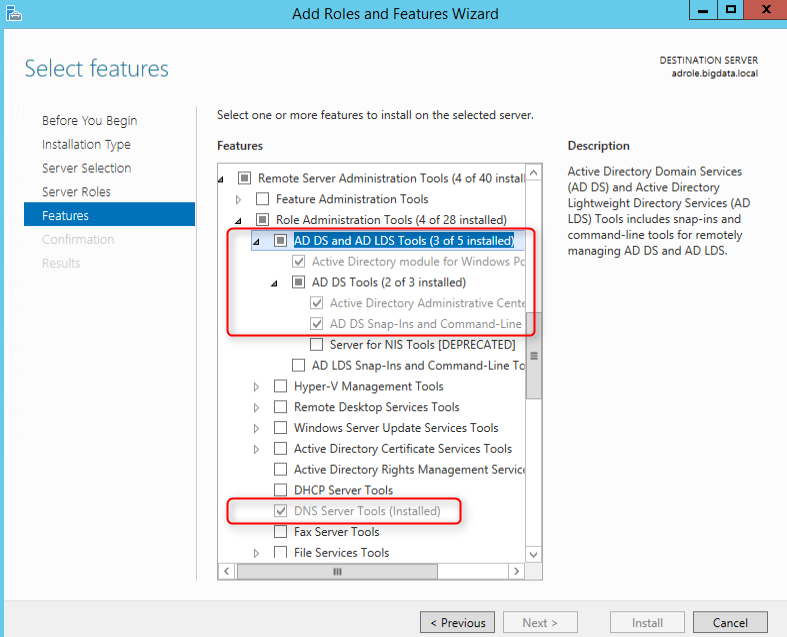 Add Roles and Features Wizard
Select features
DESTINATION SERVER
adrole.bigdata.local
Before You Begin
Installation Type
Server Selection
Server Roles
Features
Confirmation
Results
Select one or more features to install on the selected server.
Features
Remote Server Administration Tools (4 of 40 install
Feature Administration Tools
Role Administration Tools (4 of 28 installed)
AD DS and AD LDS Tools (3 of 5 installed)
Active Directory module for Windows Po
AD DS Tools (2 of 3 installed)
Active Directory Administrative Cente
AD DS Snap-Ins and Command-Line
Server for NIS Tools [DEPRECATED]
AD LDS Snap-Ins and Command-Line To
Hyper-V Management Tools
Remote Desktop Services Tools
Windows Server Update Services Tools
Active Directory Certificate Services Tools
Active Directory Rights Management Service
DHCP Server Tools
DNS Server Tools (Installed)
Fax Server Tools
File Services Tools
Description
Active Directory Domain Services
(AD DS) and Active Directory
Lightweight Directory Services (AD
LDS) Tools includes snap-ins and
command-line tools for remotely
managing AD DS and AD LDS.
< Previous
Next >
Install
Cancel